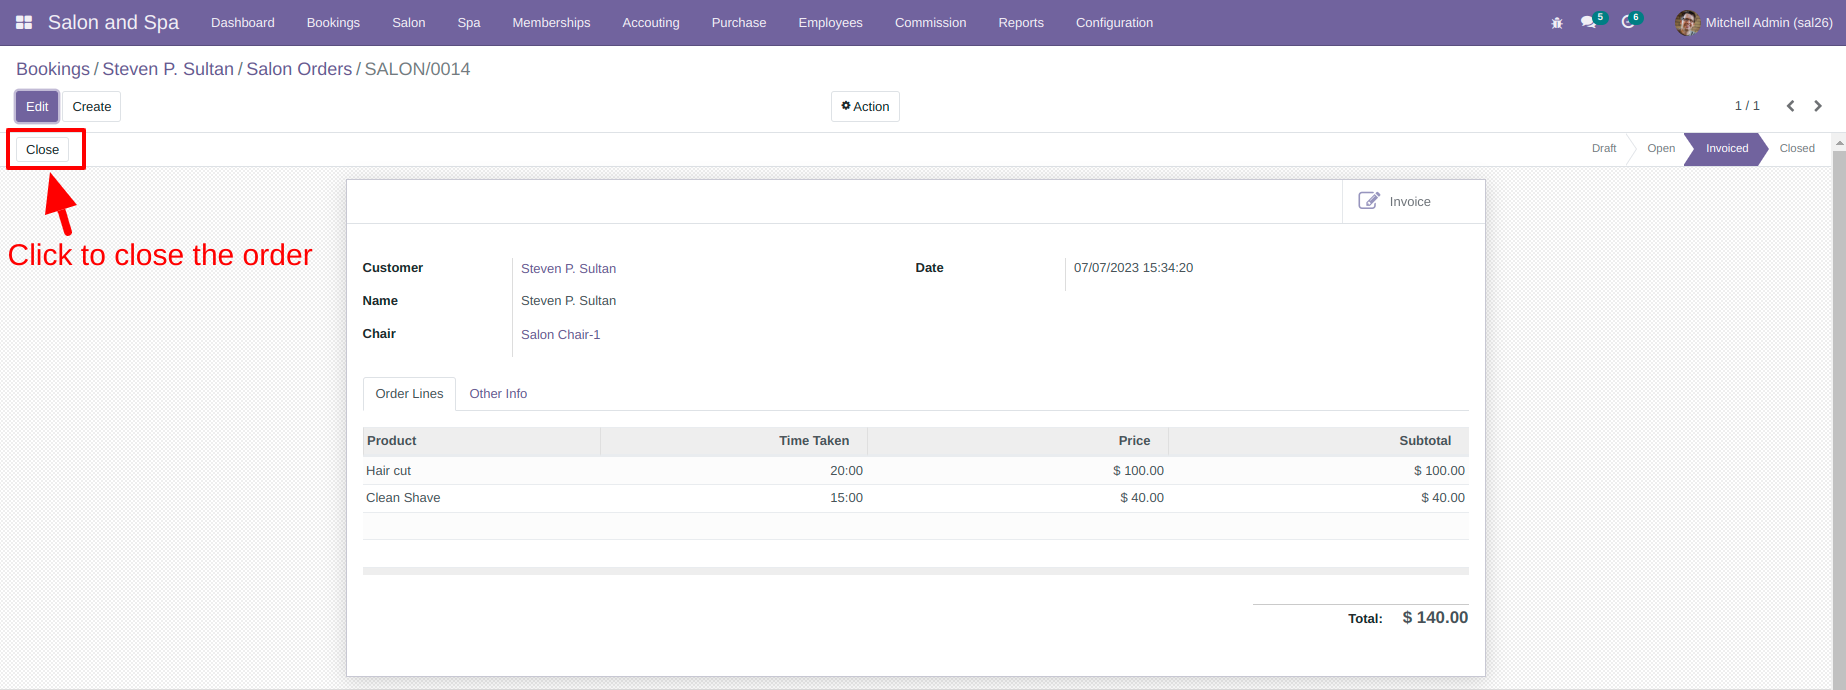 Salon and Spa Dashboard Bookings Salon Spa Memberships Accouting Purchase Employees Commission Reports Configuration 5 6 Mitchell Admin (sal26)
Bookings / Steven P. Sultan / Salon Orders / SALON/0014
Edit Create Action 1 / 1
Close Draft Open Invoiced Closed
Invoice
Click to close the order
Customer Steven P. Sultan Date 07/07/2023 15:34:20
Name Steven P. Sultan
Chair Salon Chair-1
Order Lines Other Info
Product Time Taken Price Subtotal
Hair cut 20:00 $ 100.00 $ 100.00
Clean Shave 15:00 $ 40.00 $ 40.00
Total: $ 140.00